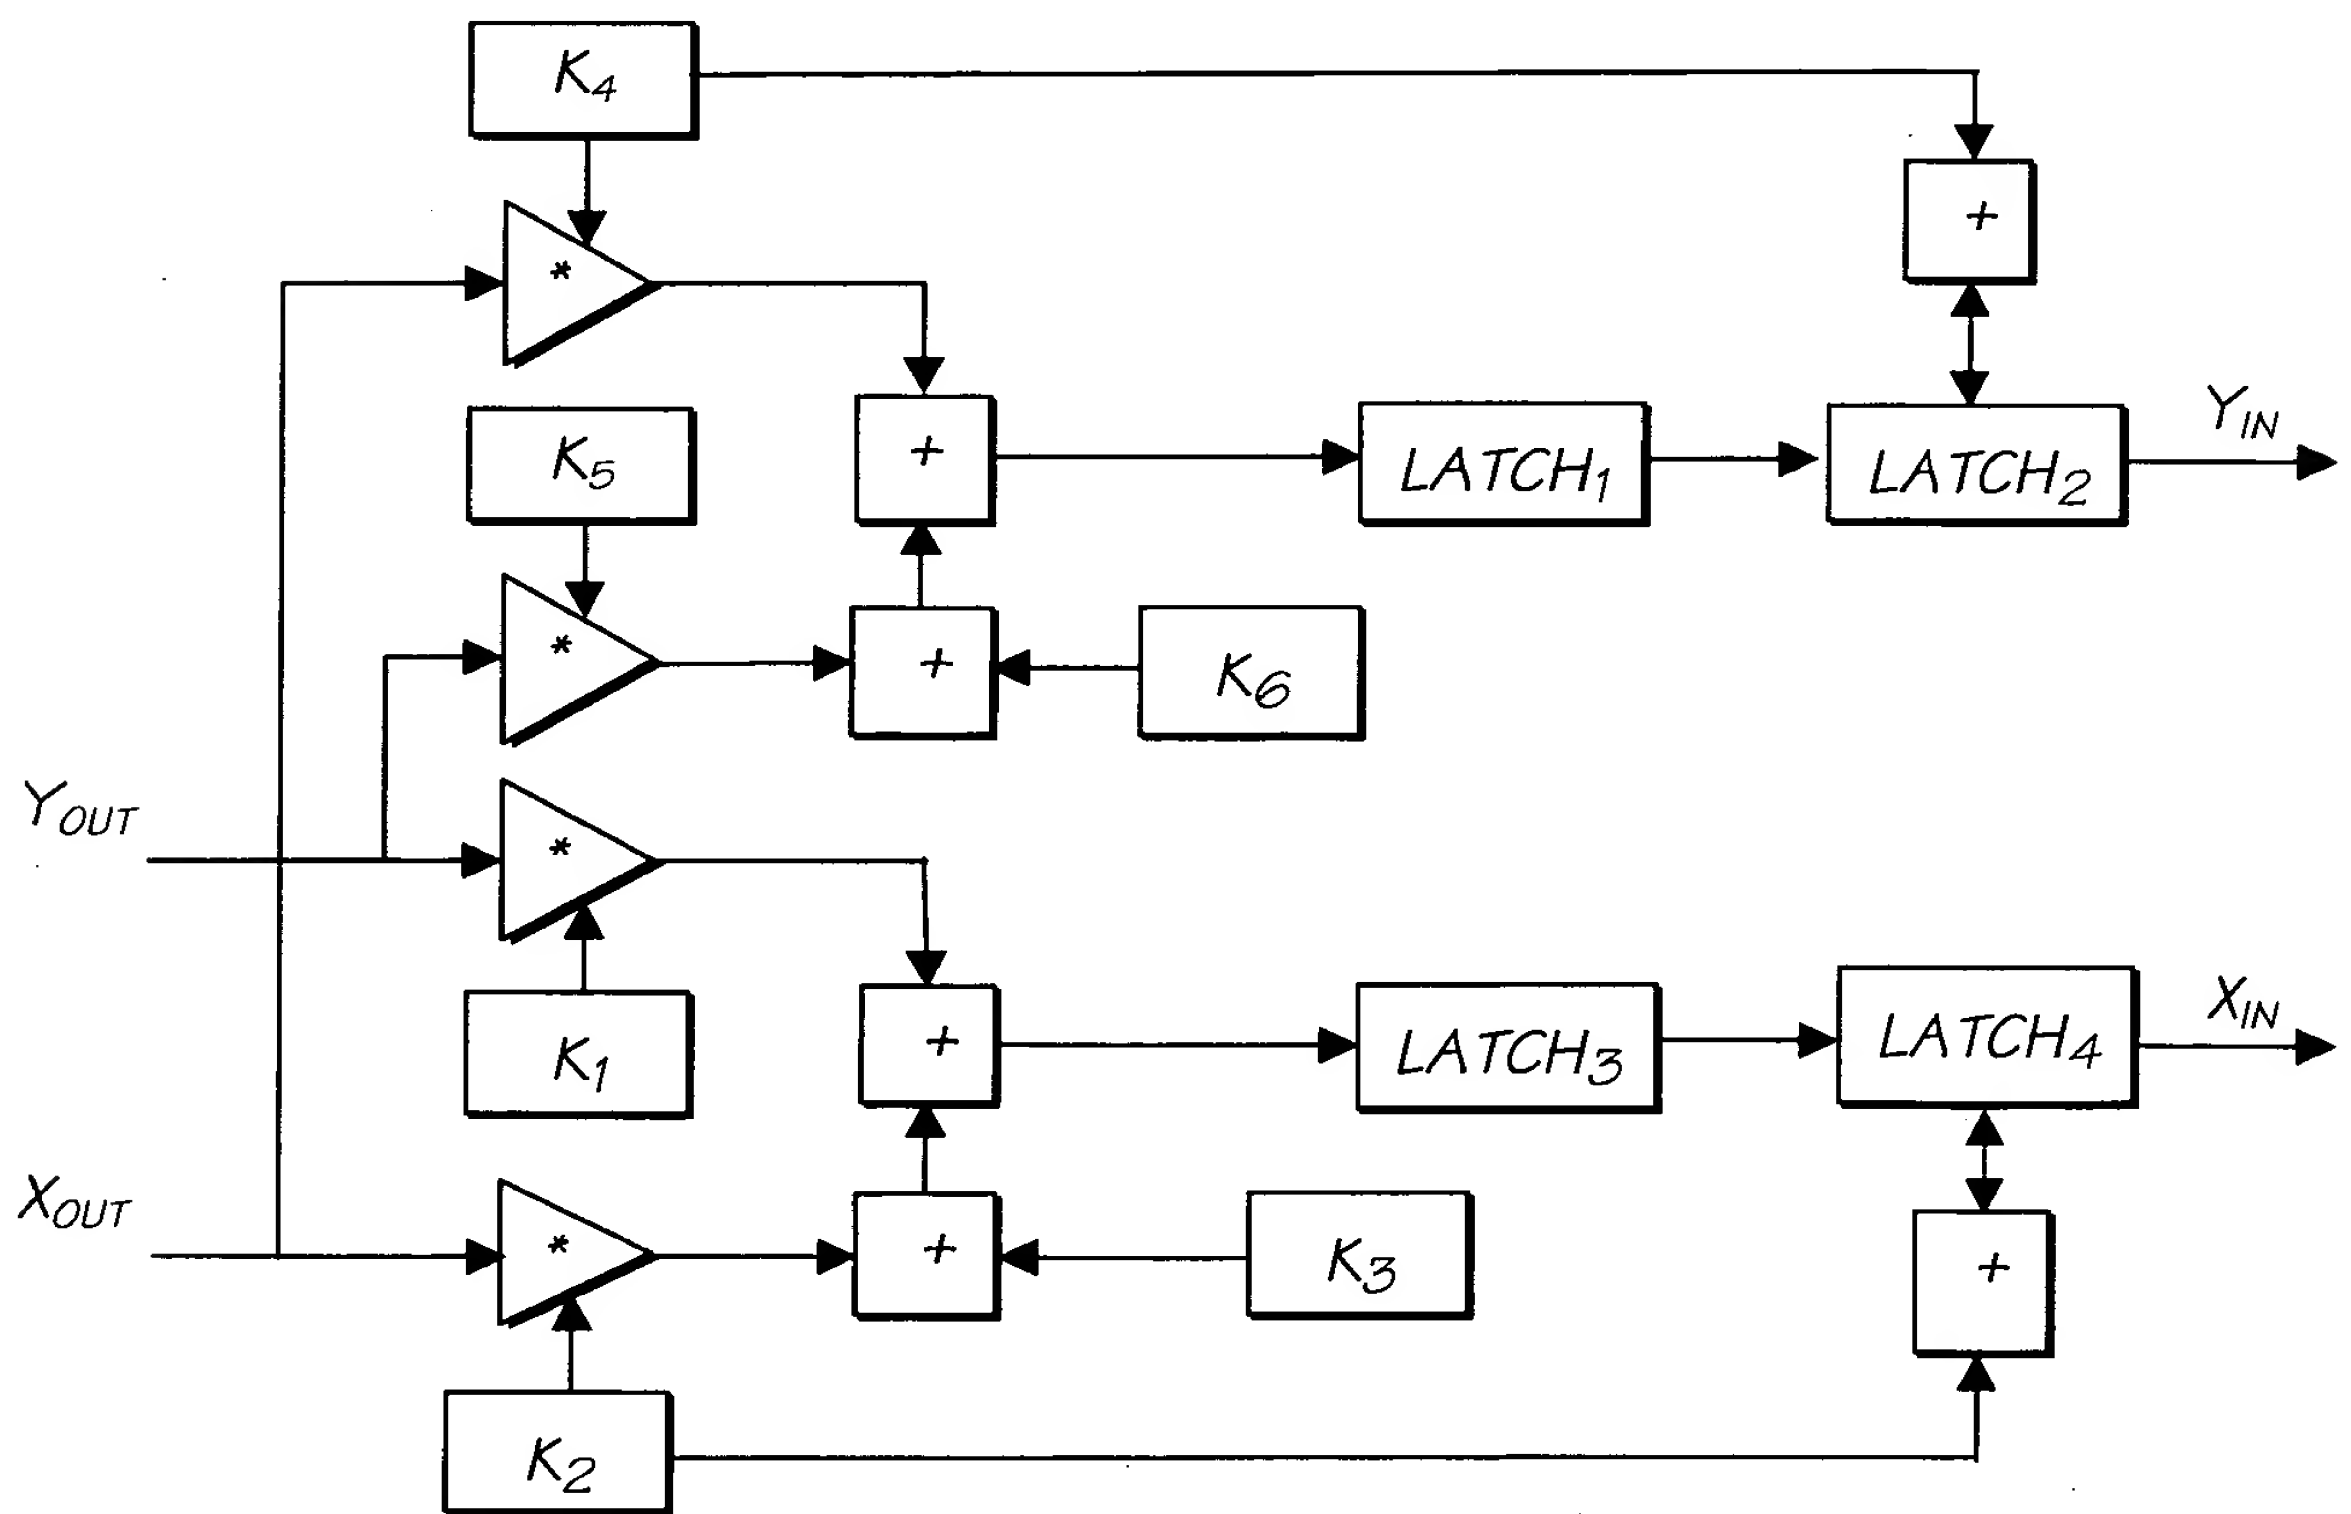 K4
+
*
K5
+
LATCH1
LATCH2
YIN
*
+
K6
YOUT
*
K1
+
LATCH3
LATCH4
XIN
XOUT
*
+
K3
+
K2